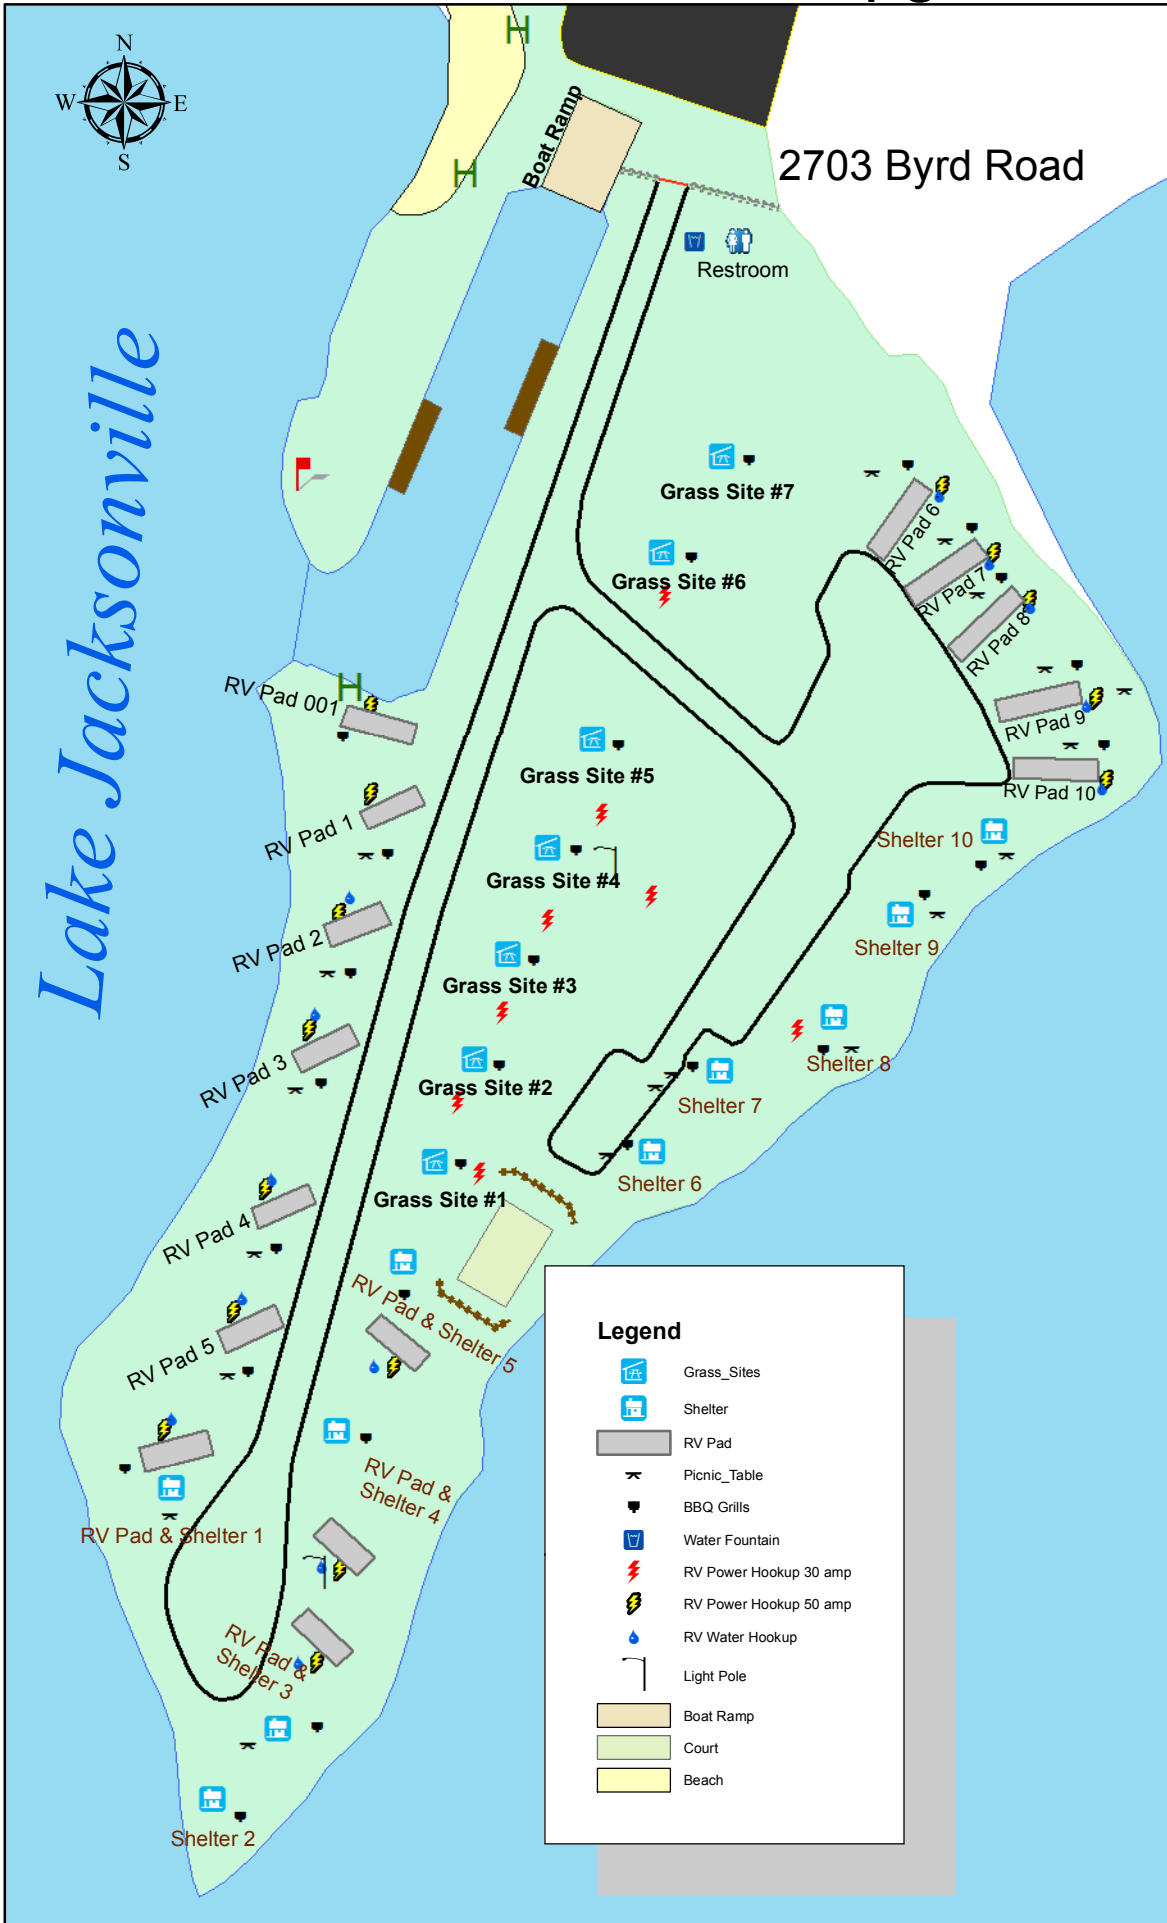 N
W E
S
Boat Ramp
2703 Byrd Road
Restroom
Lake Jacksonville
Grass Site #7
RV Pad 6
Grass Site #6
RV Pad 7
RV Pad 8
RV Pad 001
RV Pad 9
Grass Site #5
RV Pad 10
RV Pad 1
Shelter 10
Grass Site #4
RV Pad 2
Shelter 9
Grass Site #3
RV Pad 3
Shelter 8
Grass Site #2
Shelter 7
Grass Site #1
Shelter 6
RV Pad 4
RV Pad & Shelter 5
RV Pad 5
RV Pad &
Shelter 4
RV Pad & Shelter 1
RV Pad &
Shelter 3
Shelter 2
Legend
Grass_Sites
Shelter
RV Pad
Picnic_Table
BBQ Grills
Water Fountain
RV Power Hookup 30 amp
RV Power Hookup 50 amp
RV Water Hookup
Light Pole
Boat Ramp
Court
Beach